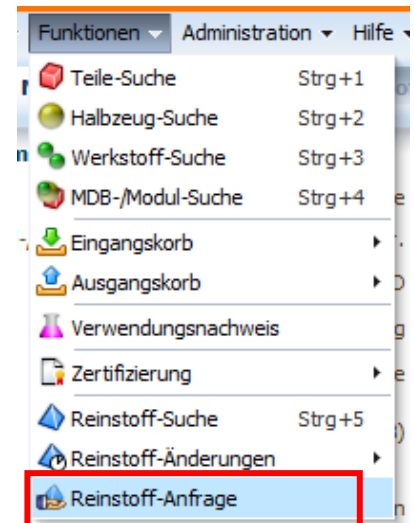 Funktionen Administration Hilfe
Teile-Suche Strg+1
Halbzeug-Suche Strg+2
Werkstoff-Suche Strg+3
MDB-/Modul-Suche Strg+4
Eingangskorb
Ausgangskorb
Verwendungsnachweis
Zertifizierung
Reinstoff-Suche Strg+5
Reinstoff-Änderungen
Reinstoff-Anfrage